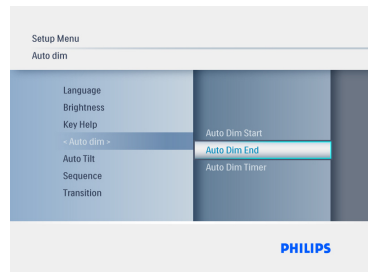 Setup Menu
Auto dim
Language
Brightness
Key Help
< Auto dim >
Auto Tilt
Sequence
Transition
Auto Dim Start
Auto Dim End
Auto Dim Timer
PHILIPS